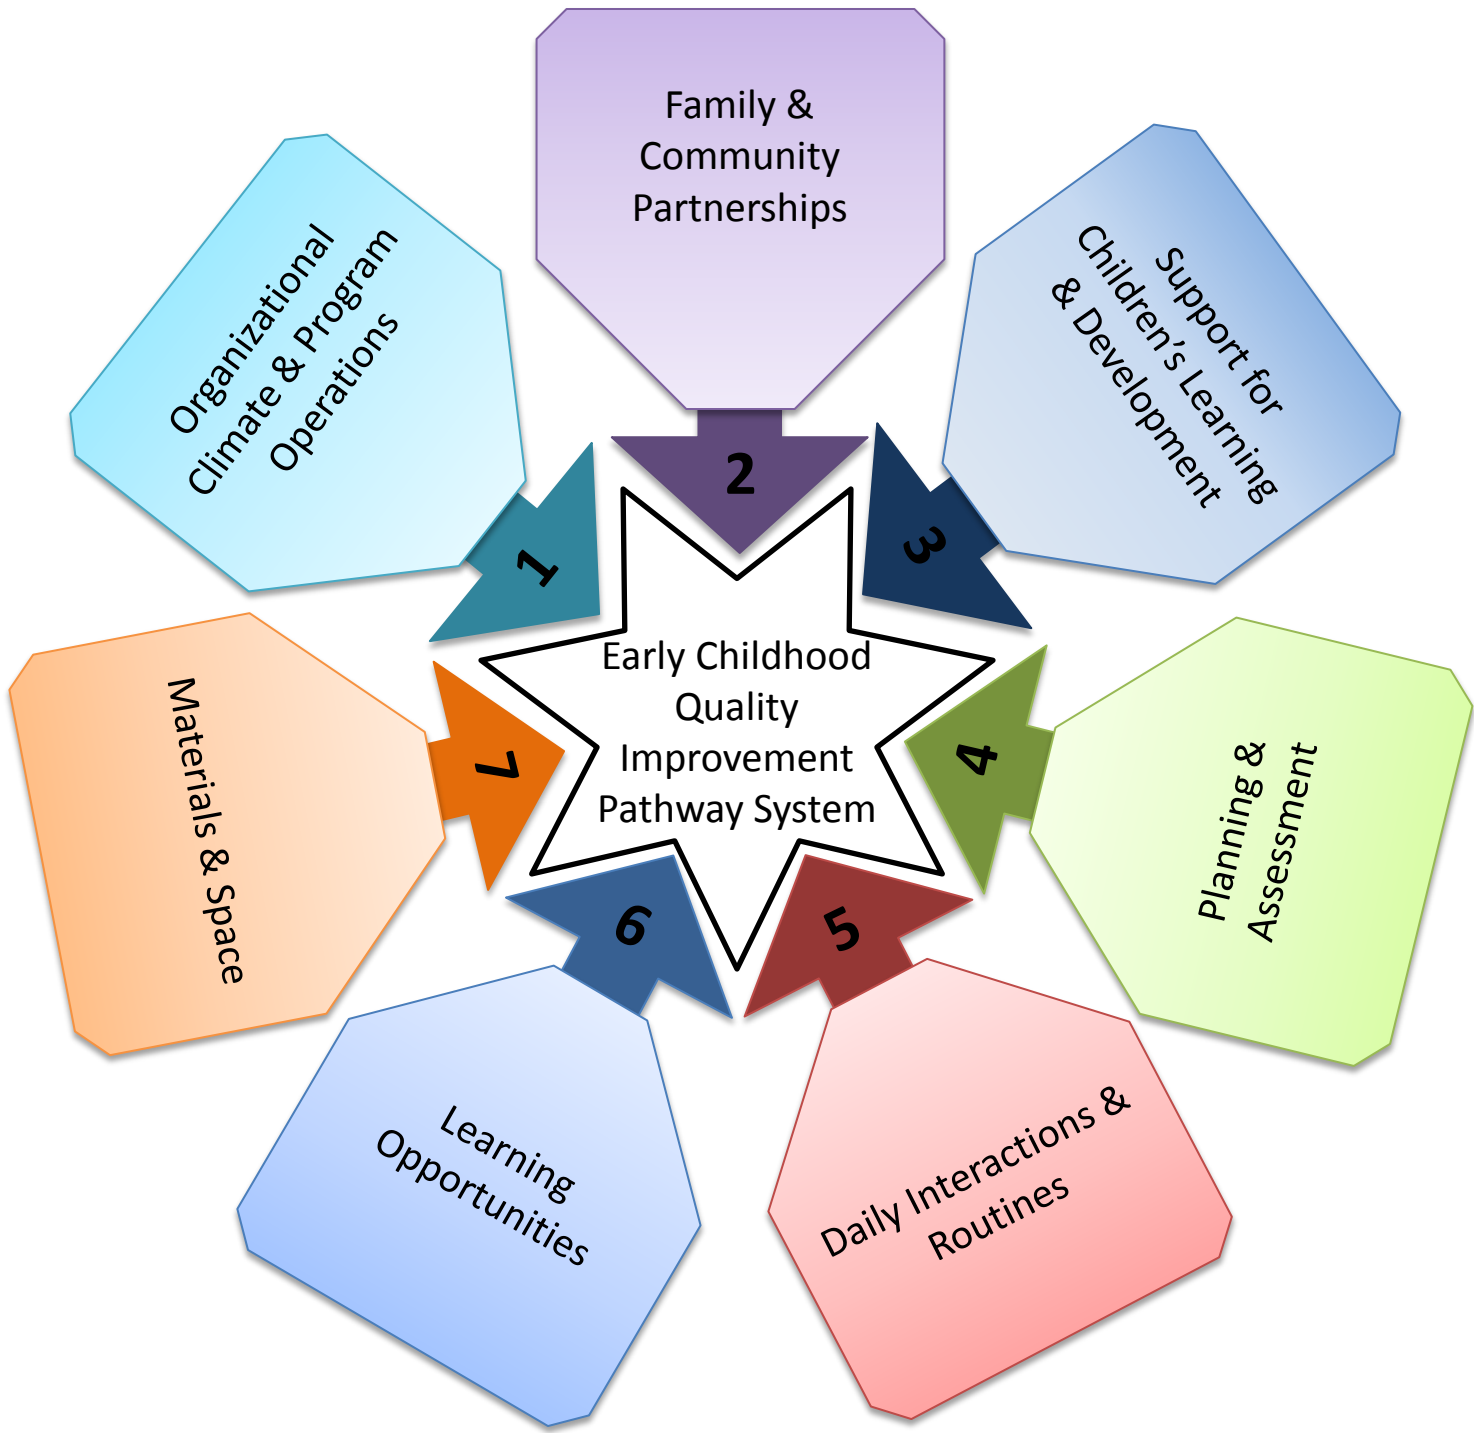 Organizational
Climate & Program
Operations
1
Family &
Community
Partnerships
2
Support for
Children’s Learning
& Development
3
Planning &
Assessment
4
Daily Interactions &
Routines
5
Learning
Opportunities
6
Materials & Space
7
Early Childhood
Quality
Improvement
Pathway System